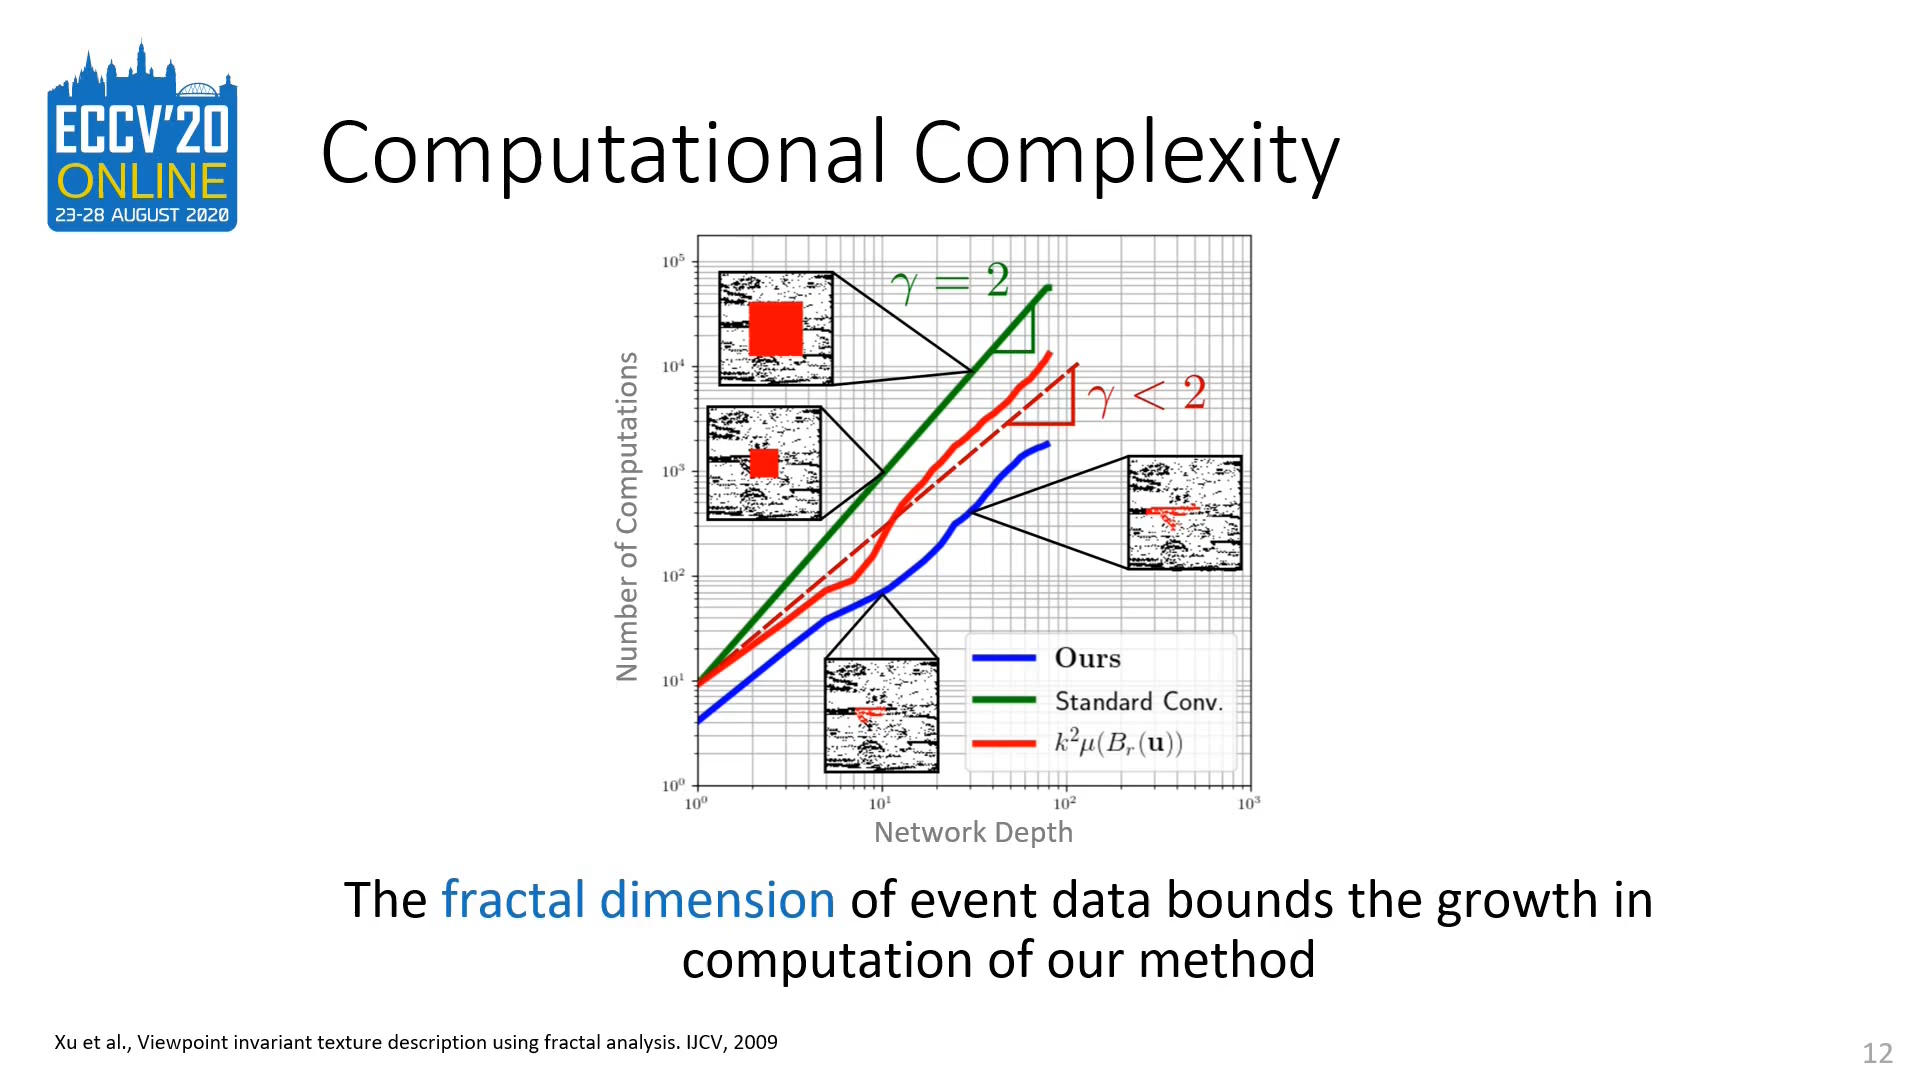 ECCV'20
ONLINE
23-28 AUGUST 2020
Computational Complexity
Number of Computations
10⁵
10⁴
10³
10²
10¹
10⁰
γ = 2
γ < 2
Ours
Standard Conv.
k²μ(Bᵣ(u))
10⁰ 10¹ 10² 10³
Network Depth
The fractal dimension of event data bounds the growth in
computation of our method
Xu et al., Viewpoint invariant texture description using fractal analysis. IJCV, 2009
12